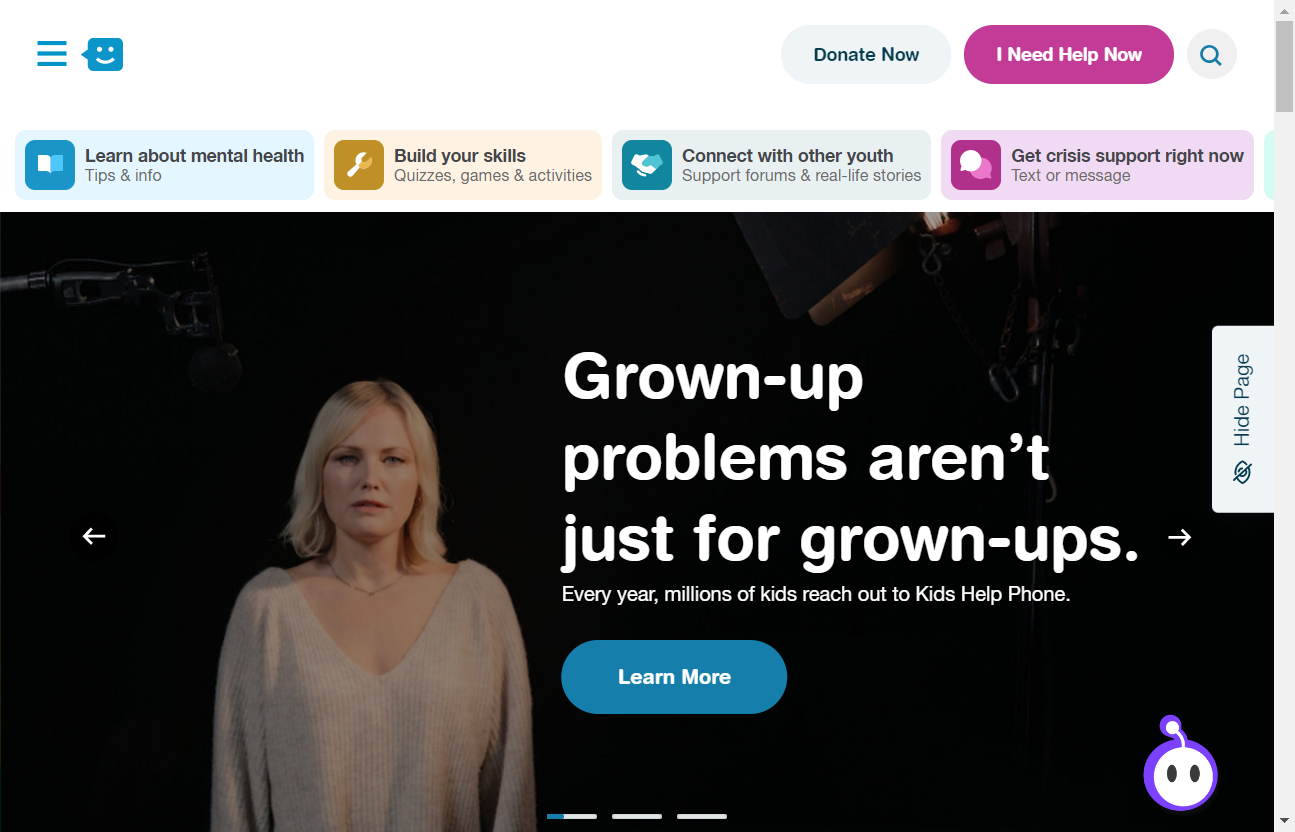 Donate Now
I Need Help Now
Learn about mental health
Tips & info
Build your skills
Quizzes, games & activities
Connect with other youth
Support forums & real-life stories
Get crisis support right now
Text or message
Hide Page
Grown-up
problems aren’t
just for grown-ups.
Every year, millions of kids reach out to Kids Help Phone.
Learn More